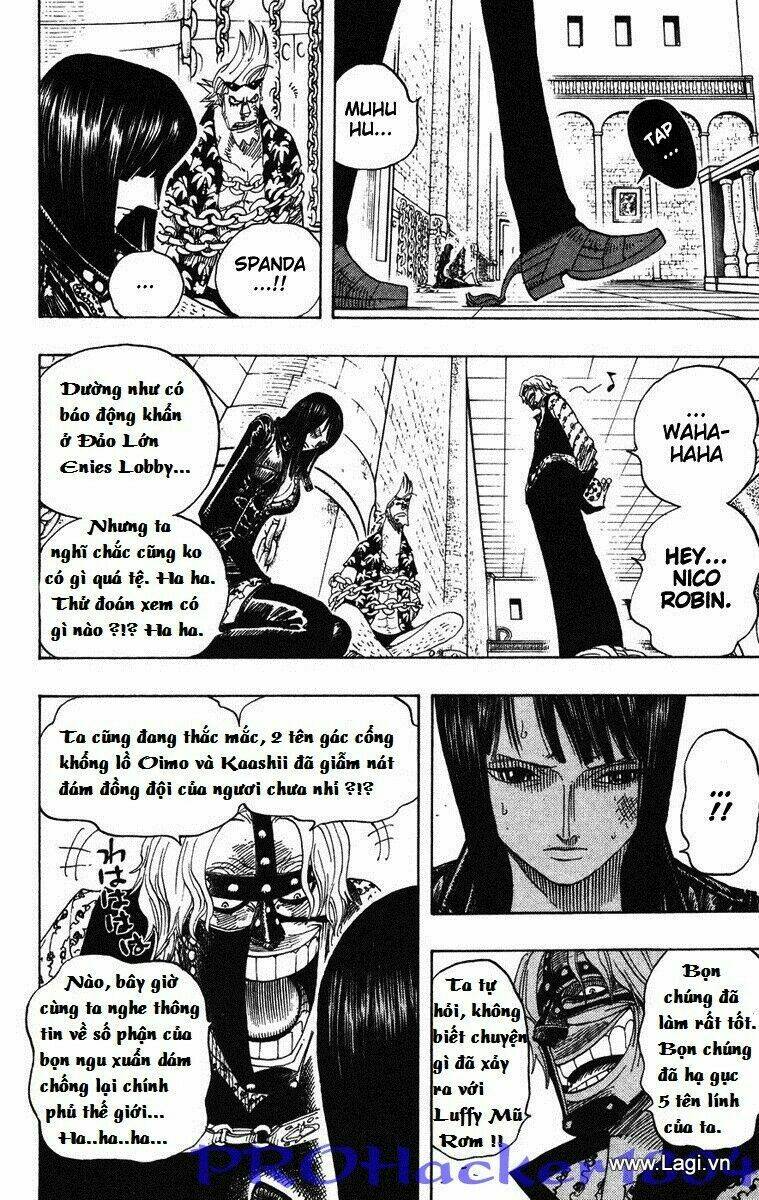 MUHU
HU...
TAP
...
SPANDA
...!!
...
Dường như có
báo động khẩn
ở Đảo Lớn
Enies Lobby...
Nhưng ta
nghĩ chắc cũng ko
có gì quá tệ. Ha ha.
Thử đoán xem có
gì nào ?!? Ha ha.
...
WAHA-
HAHA
HEY...
NICO
ROBIN.
Ta cũng đang thắc mắc, 2 tên gác cổng
khổng lồ Oimo và Kaashii đã giẫm nát
đám đồng đội của ngươi chưa nhỉ ?!?
わはははは
Nào, bây giờ
cùng ta nghe thông
tin về số phận của
bọn ngu xuẩn dám
chống lại chính
phủ thế giới...
Ha..ha..ha...
...
!!
Bọn
chúng đã
làm rất tốt.
Bọn chúng
đã hạ gục
5 tên lính
của ta.
Ta tự
hỏi, không
biết chuyện
gì đã xảy
ra với
Luffy Mũ
Rơm !!
PROHacker1664
www.Lagi.vn